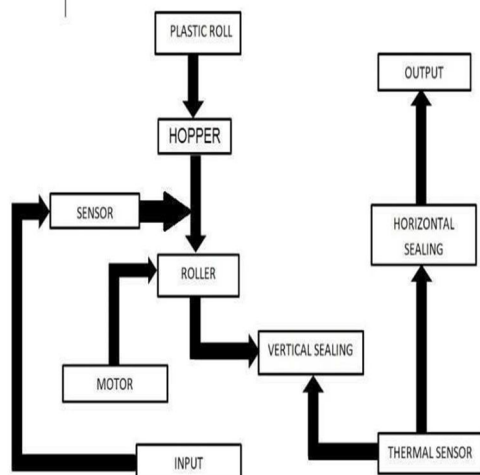 PLASTIC ROLL
OUTPUT
HOPPER
SENSOR
HORIZONTAL
SEALING
ROLLER
VERTICAL SEALING
MOTOR
THERMAL SENSOR
INPUT